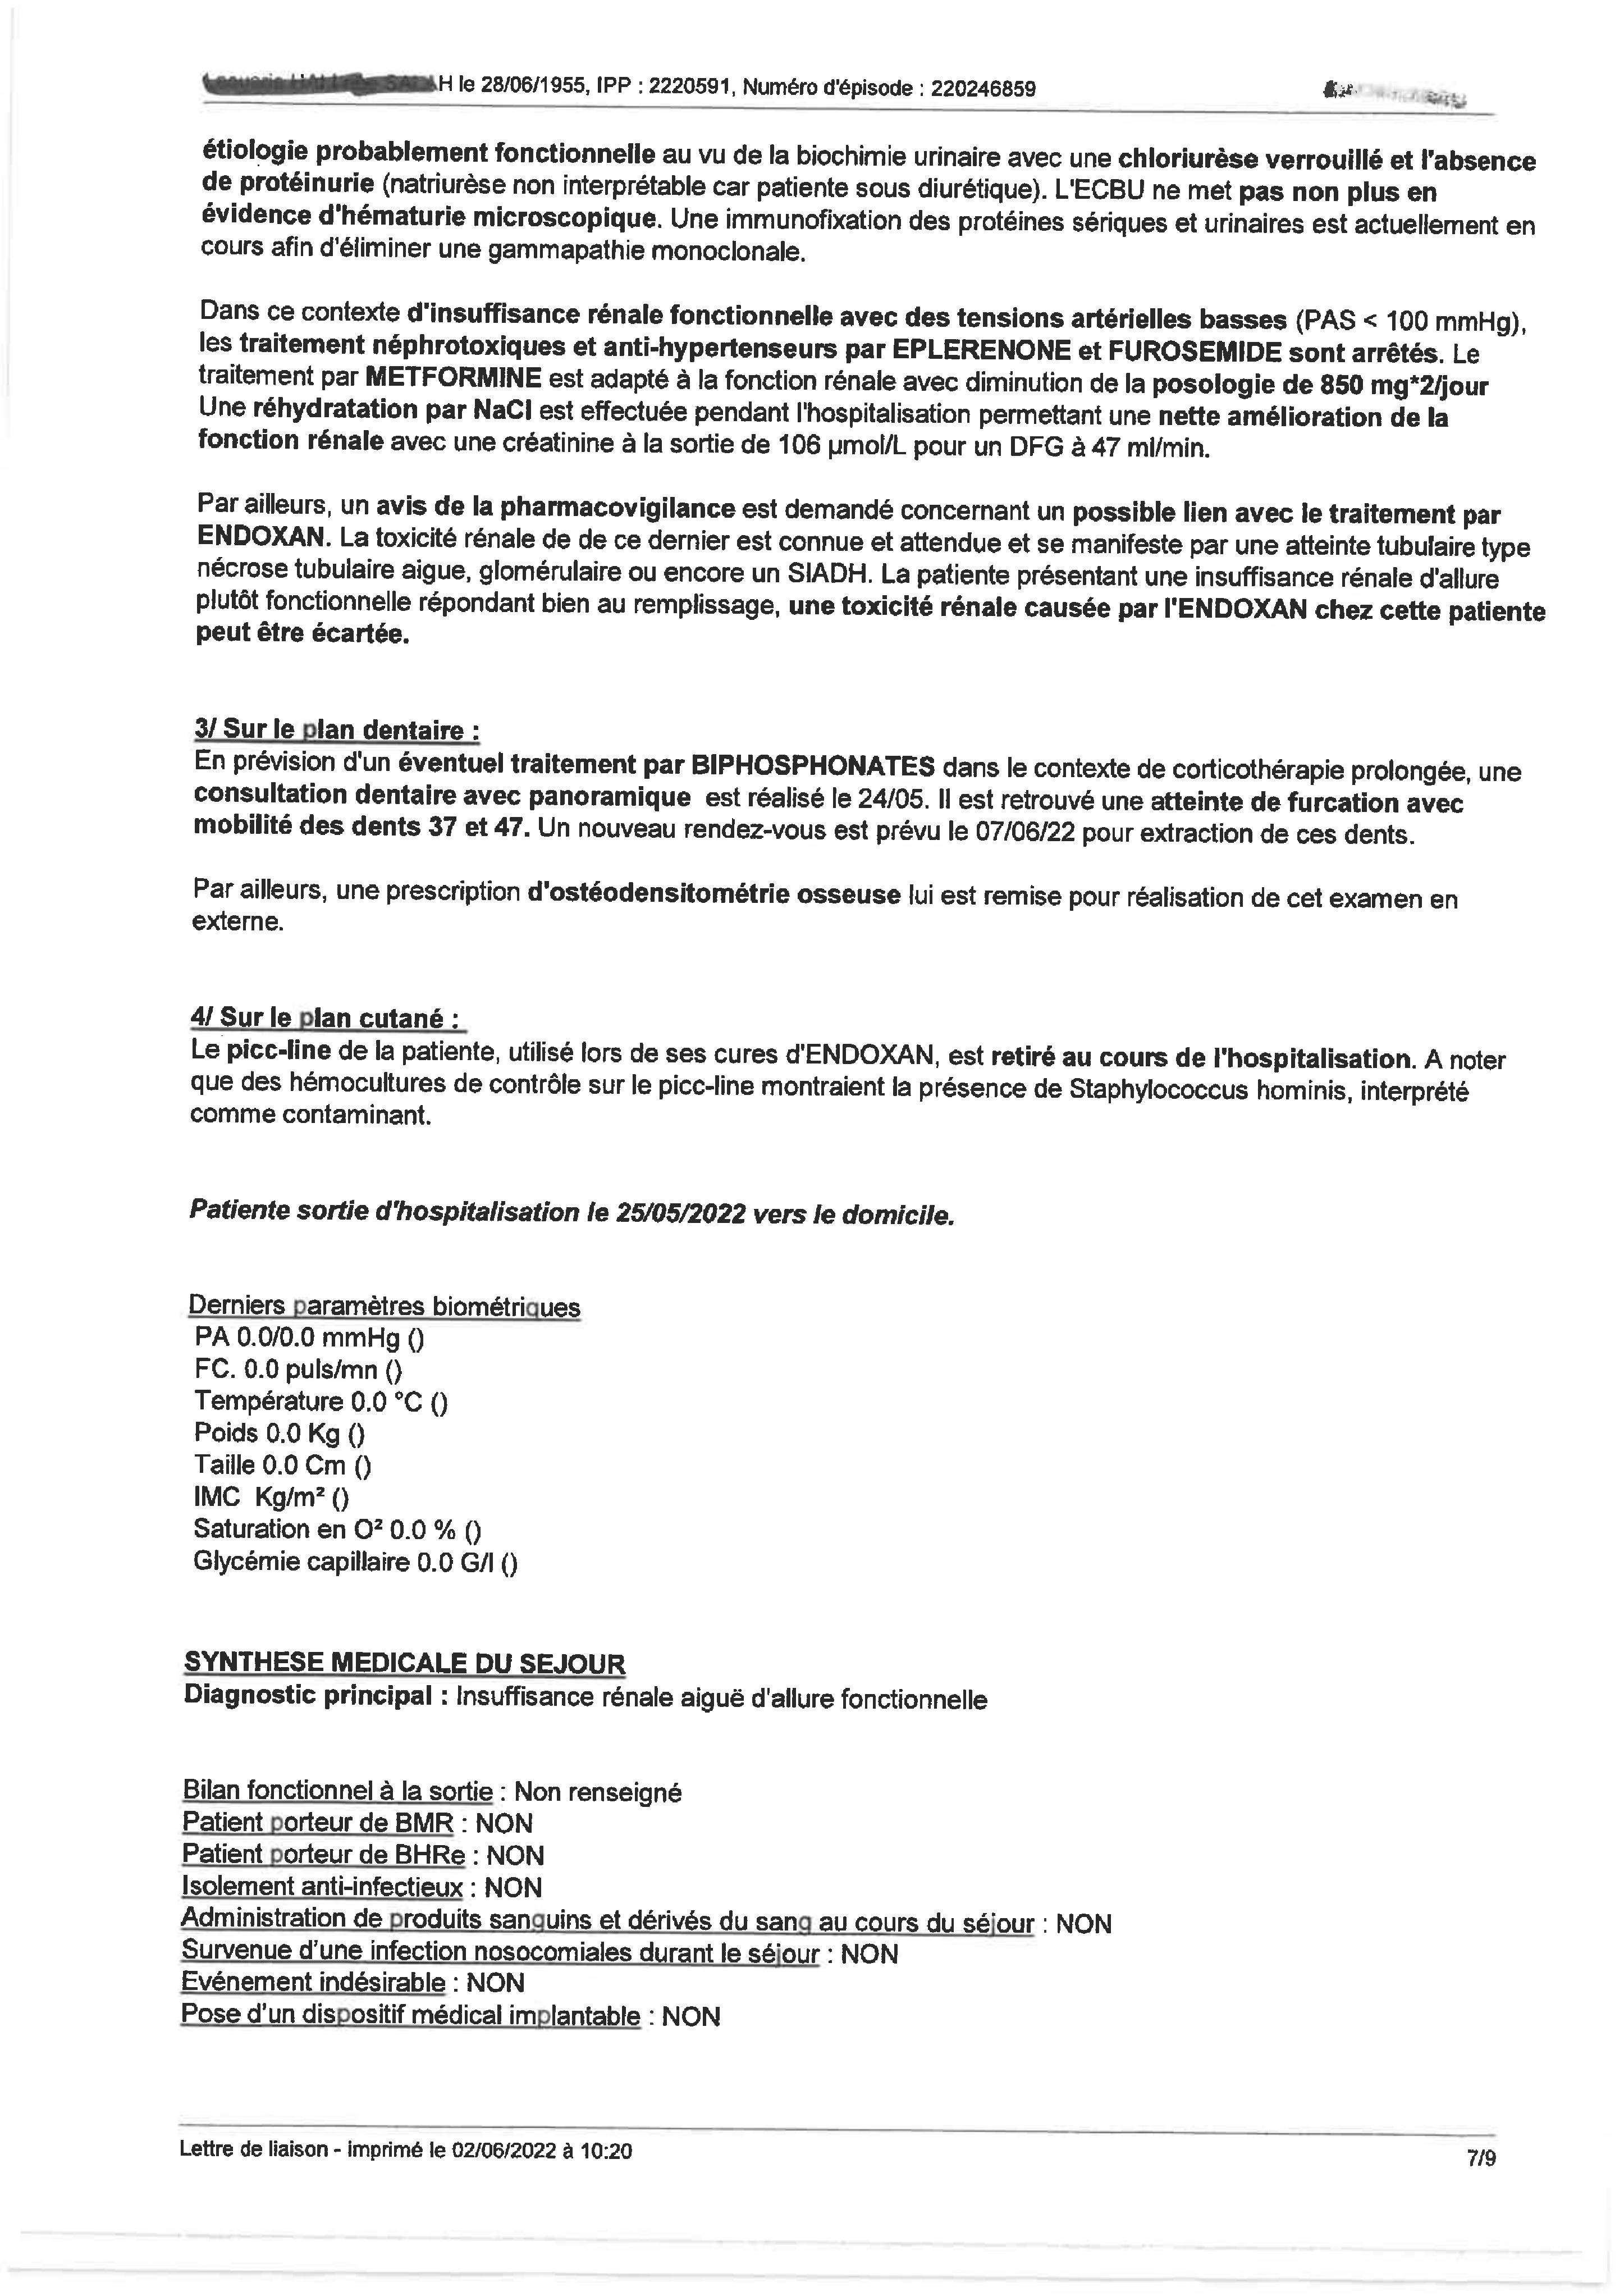 H le 28/06/1955, IPP : 2220591, Numéro d'épisode : 220246859
étiologie probablement fonctionnelle au vu de la biochimie urinaire avec une chloriurèse verrouillé et l'absence
de protéinurie (natriurèse non interprétable car patiente sous diurétique). L'ECBU ne met pas non plus en
évidence d'hématurie microscopique. Une immunofixation des protéines sériques et urinaires est actuellement en
cours afin d'éliminer une gammapathie monoclonale.
Dans ce contexte d'insuffisance rénale fonctionnelle avec des tensions artérielles basses (PAS < 100 mmHg),
les traitement néphrotoxiques et anti-hypertenseurs par EPLERENONE et FUROSEMIDE sont arrêtés. Le
traitement par METFORMINE est adapté à la fonction rénale avec diminution de la posologie de 850 mg*2/jour
Une réhydratation par NaCl est effectuée pendant l'hospitalisation permettant une nette amélioration de la
fonction rénale avec une créatinine à la sortie de 106 µmol/L pour un DFG à 47 ml/min.
Par ailleurs, un avis de la pharmacovigilance est demandé concernant un possible lien avec le traitement par
ENDOXAN. La toxicité rénale de de ce dernier est connue et attendue et se manifeste par une atteinte tubulaire type
nécrose tubulaire aigue, glomérulaire ou encore un SIADH. La patiente présentant une insuffisance rénale d'allure
plutôt fonctionnelle répondant bien au remplissage, une toxicité rénale causée par l'ENDOXAN chez cette patiente
peut être écartée.
3/ Sur le plan dentaire :
En prévision d'un éventuel traitement par BIPHOSPHONATES dans le contexte de corticothérapie prolongée, une
consultation dentaire avec panoramique est réalisé le 24/05. Il est retrouvé une atteinte de furcation avec
mobilité des dents 37 et 47. Un nouveau rendez-vous est prévu le 07/06/22 pour extraction de ces dents.
Par ailleurs, une prescription d'ostéodensitométrie osseuse lui est remise pour réalisation de cet examen en
externe.
4/ Sur le plan cutané :
Le picc-line de la patiente, utilisé lors de ses cures d'ENDOXAN, est retiré au cours de l'hospitalisation. A noter
que des hémocultures de contrôle sur le picc-line montraient la présence de Staphylococcus hominis, interprété
comme contaminant.
Patiente sortie d'hospitalisation le 25/05/2022 vers le domicile.
Derniers paramètres biométriques
PA 0.0/0.0 mmHg ()
FC. 0.0 puls/mn ()
Température 0.0 °C ()
Poids 0.0 Kg ()
Taille 0.0 Cm ()
IMC Kg/m² ()
Saturation en O² 0.0 % ()
Glycémie capillaire 0.0 G/l ()
SYNTHESE MEDICALE DU SEJOUR
Diagnostic principal : Insuffisance rénale aiguë d'allure fonctionnelle
Bilan fonctionnel à la sortie : Non renseigné
Patient porteur de BMR : NON
Patient porteur de BHRe : NON
Isolement anti-infectieux : NON
Administration de produits sanguins et dérivés du sang au cours du séjour : NON
Survenue d'une infection nosocomiales durant le séjour : NON
Evénement indésirable : NON
Pose d'un dispositif médical implantable : NON
Lettre de liaison - imprimé le 02/06/2022 à 10:20
7/9